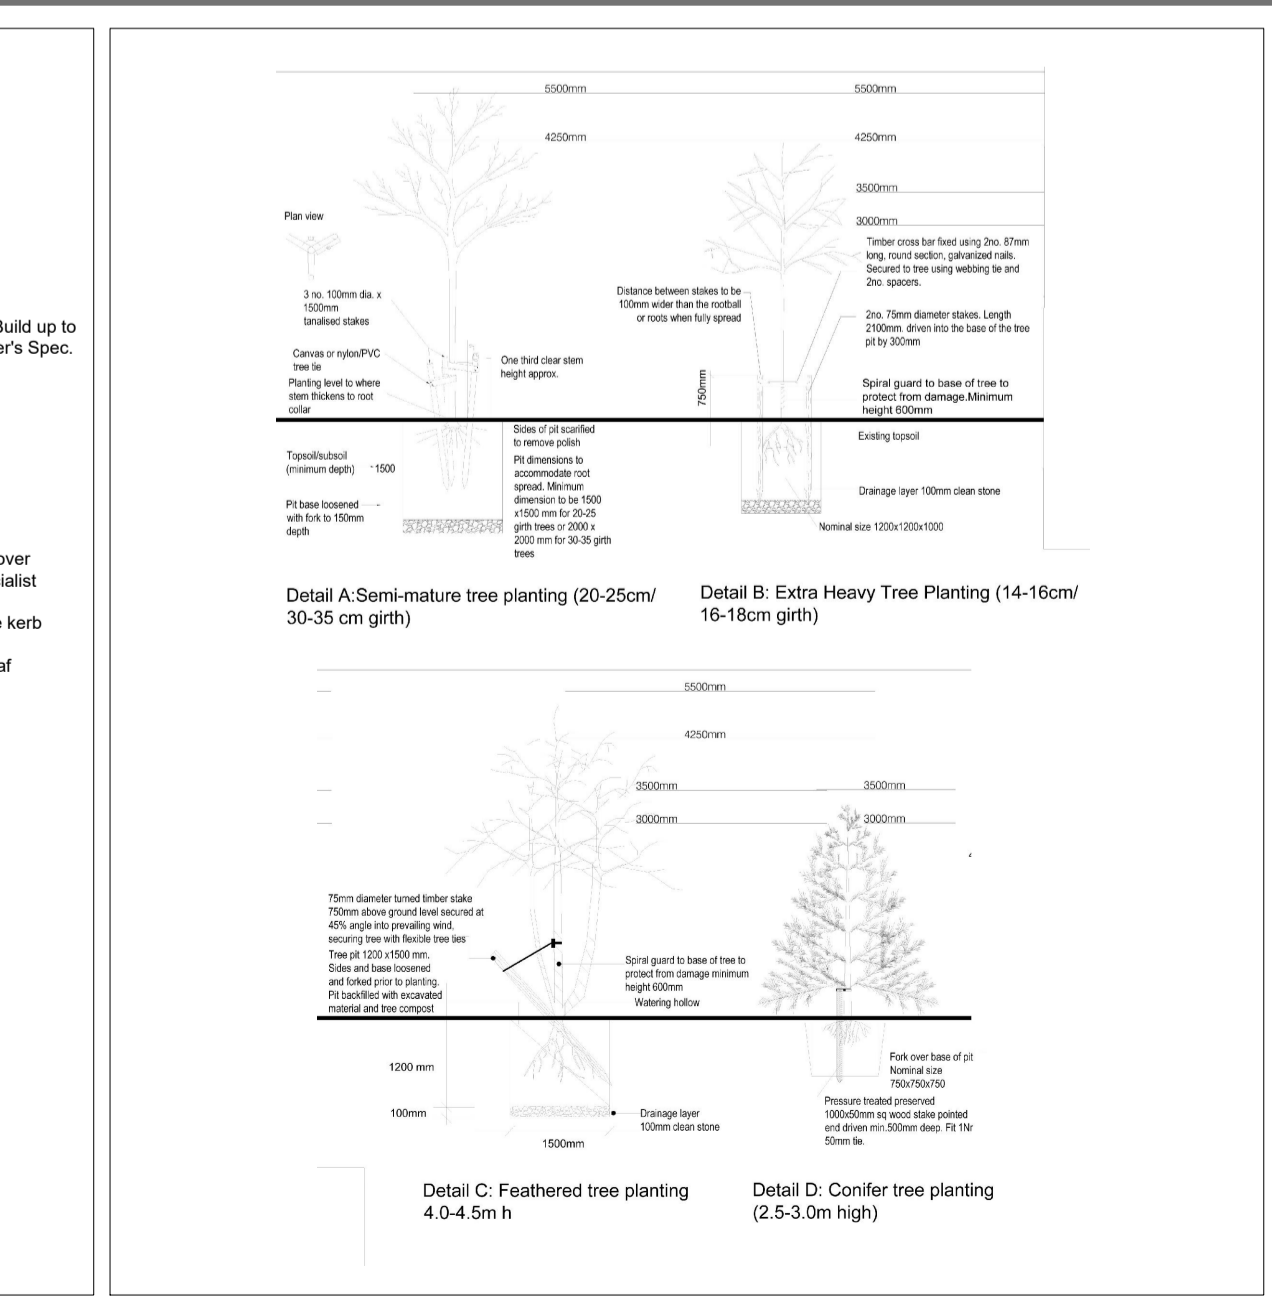 Build up to
er's Spec.
over
ialist
e kerb
af
5500mm
4250mm
Plan view
3 no. 100mm dia. x
1500mm
tanalised stakes
Canvas or nylon/PVC
tree tie
Planting level to where
stem thickens to root
collar
One third clear stem
height approx.
Topsoil/subsoil
(minimum depth) -1500
Pit base loosened
with fork to 150mm
depth
Sides of pit scarified
to remove polish
Pit dimensions to
accommodate root
spread. Minimum
dimension to be 1500
x1500 mm for 20-25
girth trees or 2000 x
2000 mm for 30-35 girth
trees
Detail A:Semi-mature tree planting (20-25cm/
30-35 cm girth)
5500mm
4250mm
3500mm
3000mm
Timber cross bar fixed using 2no. 87mm
long, round section, galvanized nails.
Secured to tree using webbing tie and
2no. spacers.
Distance between stakes to be
100mm wider than the rootball
or roots when fully spread
2no. 75mm diameter stakes. Length
2100mm. driven into the base of the tree
pit by 300mm
750mm
Spiral guard to base of tree to
protect from damage.Minimum
height 600mm
Existing topsoil
Drainage layer 100mm clean stone
Nominal size 1200x1200x1000
Detail B: Extra Heavy Tree Planting (14-16cm/
16-18cm girth)
5500mm
4250mm
3500mm
3000mm
75mm diameter turned timber stake
750mm above ground level secured at
45% angle into prevailing wind,
securing tree with flexible tree ties
Tree pit 1200 x1500 mm.
Sides and base loosened
and forked prior to planting.
Pit backfilled with excavated
material and tree compost
Spiral guard to base of tree to
protect from damage minimum
height 600mm
Watering hollow
1200 mm
100mm
Drainage layer
100mm clean stone
1500mm
Detail C: Feathered tree planting
4.0-4.5m h
3500mm
3000mm
Fork over base of pit
Nominal size
750x750x750
Pressure treated preserved
1000x50mm sq wood stake pointed
end driven min.500mm deep. Fit 1Nr
50mm tie.
Detail D: Conifer tree planting
(2.5-3.0m high)